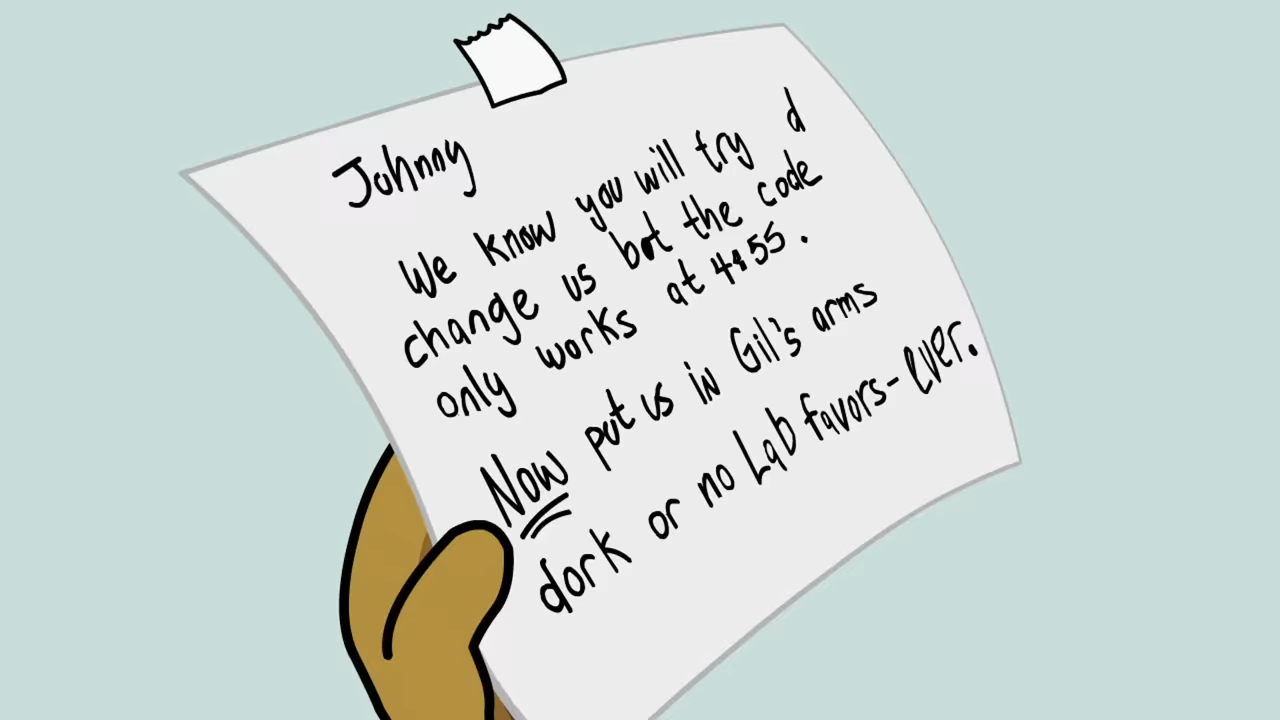 Johnny
We know you will try d
change us but the code
only works at 4:55.
Now put us in Gil's arms
dork or no Lab favors-ever.